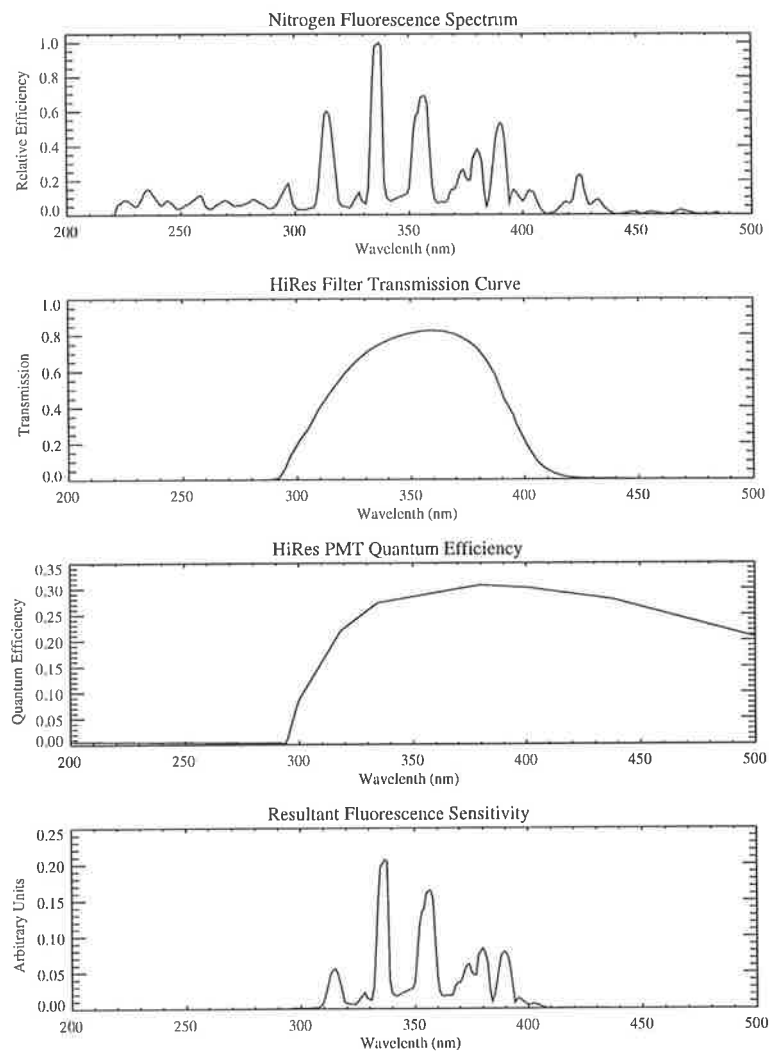 Nitrogen Fluorescence Spectrum
Relative Efficiency
1.0
0.8
0.6
0.4
0.2
0.0
200 250 300 350 400 450 500
Wavelenth (nm)
HiRes Filter Transmission Curve
Transmission
1.0
0.8
0.6
0.4
0.2
0.0
200 250 300 350 400 450 500
Wavelenth (nm)
HiRes PMT Quantum Efficiency
Quantum Efficiency
0.35
0.30
0.25
0.20
0.15
0.10
0.05
0.00
200 250 300 350 400 450 500
Wavelenth (nm)
Resultant Fluorescence Sensitivity
Arbitrary Units
0.25
0.20
0.15
0.10
0.05
0.00
200 250 300 350 400 450 500
Wavelenth (nm)